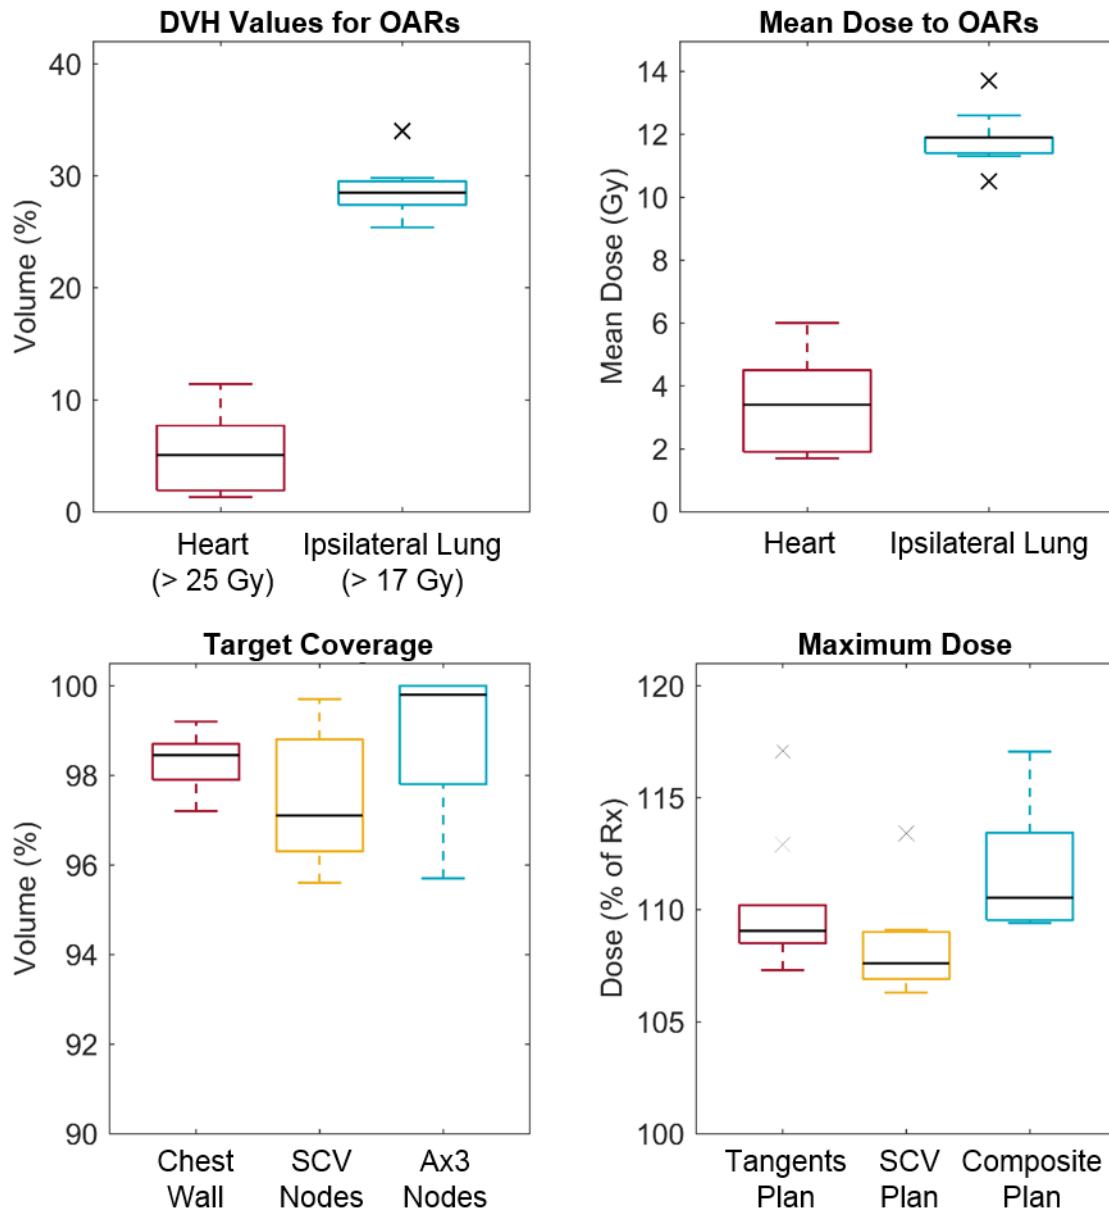 DVH Values for OARs
Volume (%)
40
30
20
10
0
Heart
(> 25 Gy)
Ipsilateral Lung
(> 17 Gy)
Mean Dose to OARs
Mean Dose (Gy)
14
12
10
8
6
4
2
0
Heart
Ipsilateral Lung
Target Coverage
Volume (%)
100
98
96
94
92
90
Chest
Wall
SCV
Nodes
Ax3
Nodes
Maximum Dose
Dose (% of Rx)
120
115
110
105
100
Tangents
Plan
SCV
Plan
Composite
Plan